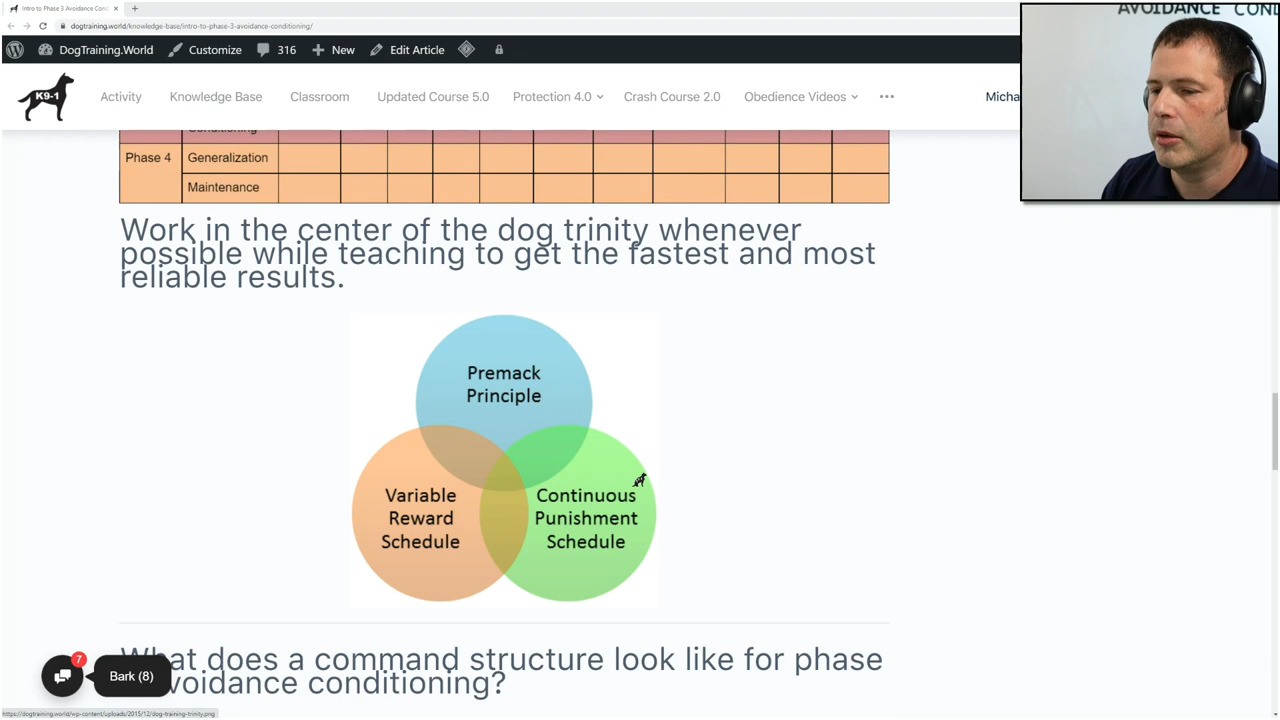 Intro to Phase 3 Avoidance Cond
dogtraining.world/knowledge-base/intro-to-phase-3-avoidance-conditioning/
AVOIDANCE COND
DogTraining.World
Customize
316
New
Edit Article
K9-1
Activity
Knowledge Base
Classroom
Updated Course 5.0
Protection 4.0
Crash Course 2.0
Obedience Videos
Micha
Conditioning
Phase 4
Generalization
Maintenance
Work in the center of the dog trinity whenever
possible while teaching to get the fastest and most
reliable results.
Premack
Principle
Variable
Reward
Schedule
Continuous
Punishment
Schedule
What does a command structure look like for phase
voidance conditioning?
7
Bark (8)
https://dogtraining.world/wp-content/uploads/2015/12/dog-training-trinity.png